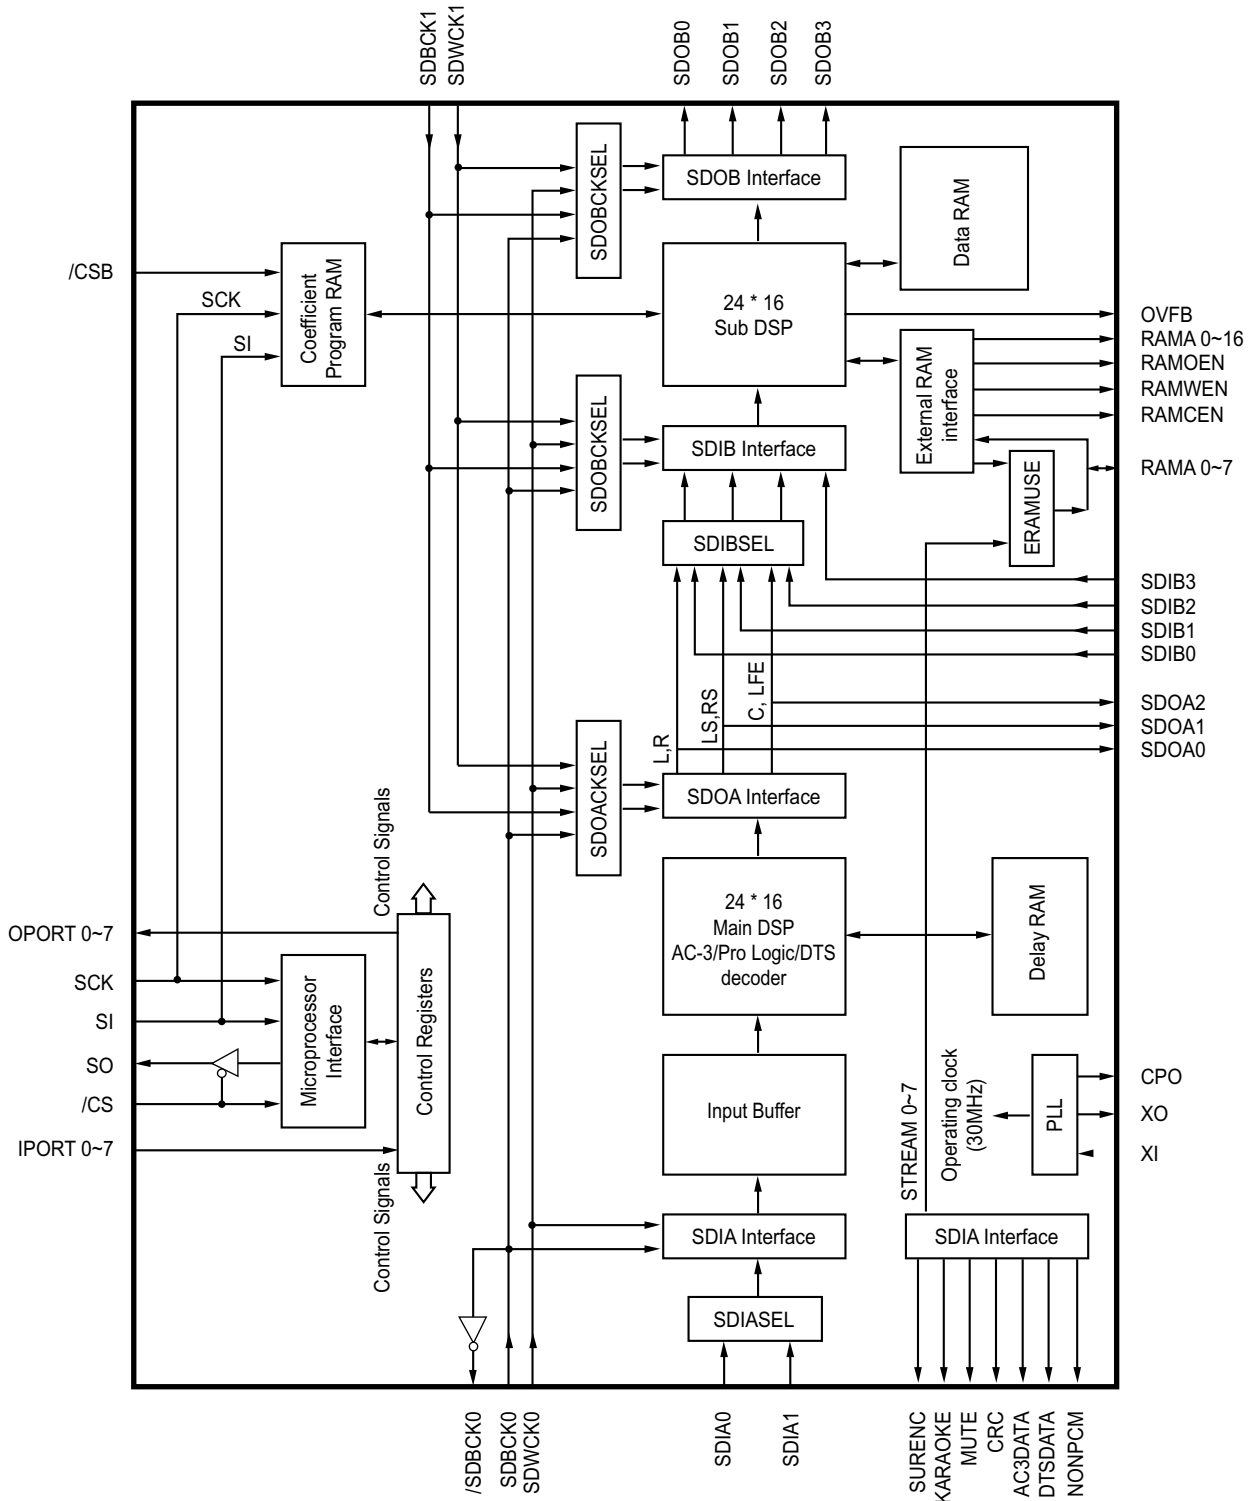 SDBCK1
SDWCK1
SDOB0
SDOB1
SDOB2
SDOB3
SDOBCKSEL
SDOB Interface
Data RAM
/CSB
SCK
SI
Coefficient
Program RAM
24 * 16
Sub DSP
OVFB
RAMA 0~16
RAMOEN
RAMWEN
RAMCEN
RAMA 0~7
External RAM
interface
ERAMUSE
SDOBCKSEL
SDIB Interface
SDIBSEL
SDIB3
SDIB2
SDIB1
SDIB0
L,R
LS,RS
C, LFE
SDOA2
SDOA1
SDOA0
SDOACKSEL
SDOA Interface
Control Signals
OPORT 0~7
SCK
SI
SO
/CS
IPORT 0~7
Microprocessor
Interface
Control Registers
Control Signals
24 * 16
Main DSP
AC-3/Pro Logic/DTS
decoder
Delay RAM
Input Buffer
STREAM 0~7
Operating clock
(30MHz)
PLL
CPO
XO
XI
SDIA Interface
SDIA Interface
SDIASEL
/SDBCK0
SDBCK0
SDWCK0
SDIA0
SDIA1
SURENC
KARAOKE
MUTE
CRC
AC3DATA
DTSDATA
NONPCM